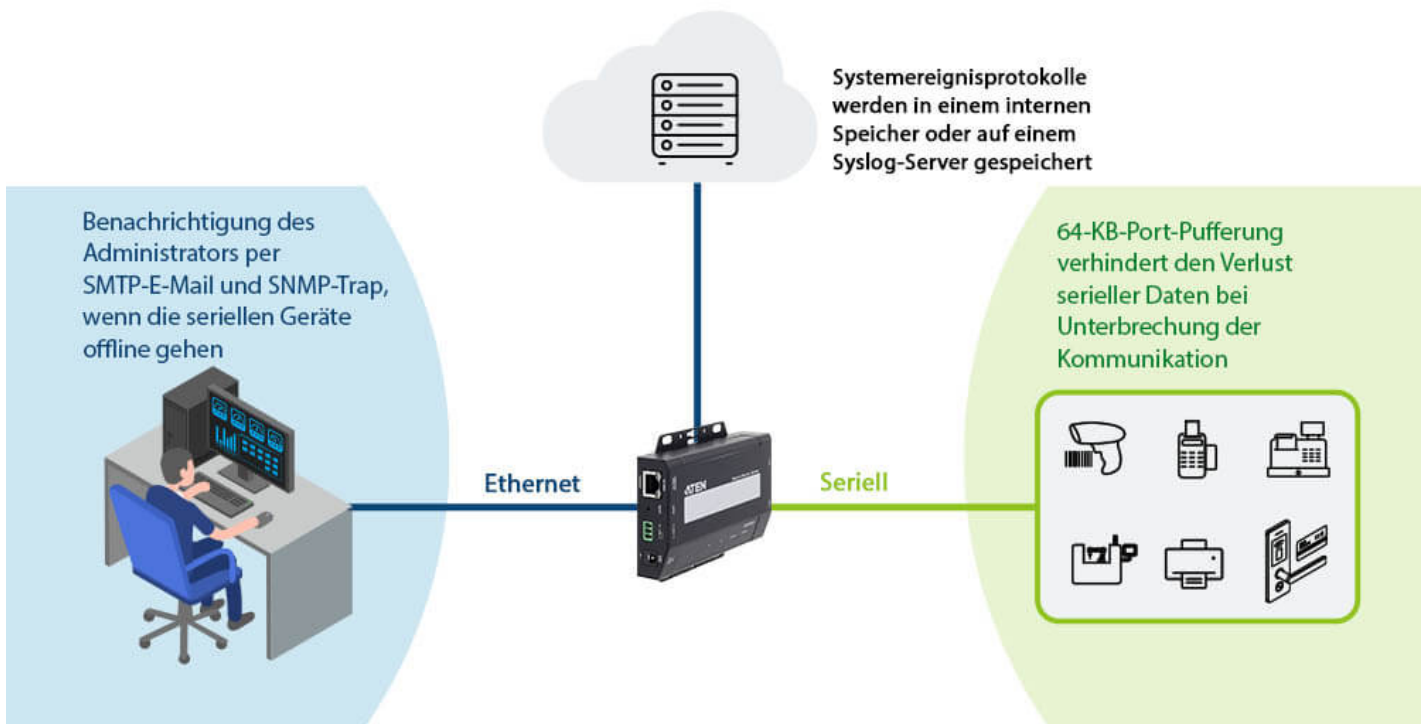 Systemereignisprotokolle
werden in einem internen
Speicher oder auf einem
Syslog-Server gespeichert
Benachrichtigung des
Administrators per
SMTP-E-Mail und SNMP-Trap,
wenn die seriellen Geräte
offline gehen
64-KB-Port-Pufferung
verhindert den Verlust
serieller Daten bei
Unterbrechung der
Kommunikation
Ethernet
ATEN
Seriell